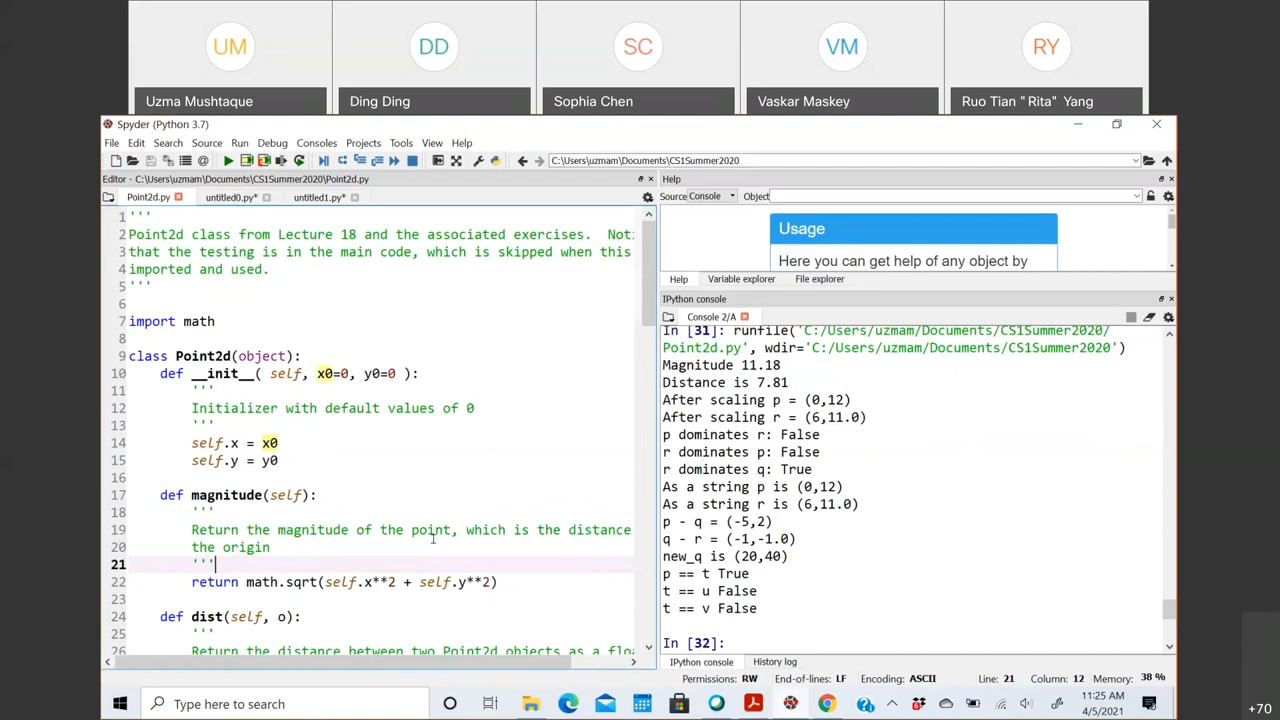 UM
DD
SC
VM
RY
Uzma Mushtaque
Ding Ding
Sophia Chen
Vaskar Maskey
Ruo Tian "Rita" Yang
Spyder (Python 3.7)
File Edit Search Source Run Debug Consoles Projects Tools View Help
C:\Users\uzmam\Documents\CS1Summer2020
Editor - C:\Users\uzmam\Documents\CS1Summer2020\Point2d.py
Point2d.py untitled0.py* untitled1.py*
1 '''
2 Point2d class from Lecture 18 and the associated exercises. Noti
3 that the testing is in the main code, which is skipped when this
4 imported and used.
5 '''
6
7 import math
8
9 class Point2d(object):
10 def __init__( self, x0=0, y0=0 ):
11 '''
12 Initializer with default values of 0
13 '''
14 self.x = x0
15 self.y = y0
16
17 def magnitude(self):
18 '''
19 Return the magnitude of the point, which is the distance
20 the origin
21 '''
22 return math.sqrt(self.x**2 + self.y**2)
23
24 def dist(self, o):
25 '''
26 Return the distance between two Point2d objects as a floa
Help
Source Console Object
Usage
Here you can get help of any object by
Help Variable explorer File explorer
IPython console
Console 2/A
In [31]: runfile('C:/Users/uzmam/Documents/CS1Summer2020/
Point2d.py', wdir='C:/Users/uzmam/Documents/CS1Summer2020')
Magnitude 11.18
Distance is 7.81
After scaling p = (0,12)
After scaling r = (6,11.0)
p dominates r: False
r dominates p: False
r dominates q: True
As a string p is (0,12)
As a string r is (6,11.0)
p - q = (-5,2)
q - r = (-1,-1.0)
new_q is (20,40)
p == t True
t == u False
t == v False
In [32]:
IPython console History log
Permissions: RW End-of-lines: LF Encoding: ASCII Line: 21 Column: 12 Memory: 38 %
Type here to search
11:25 AM
4/5/2021
+70